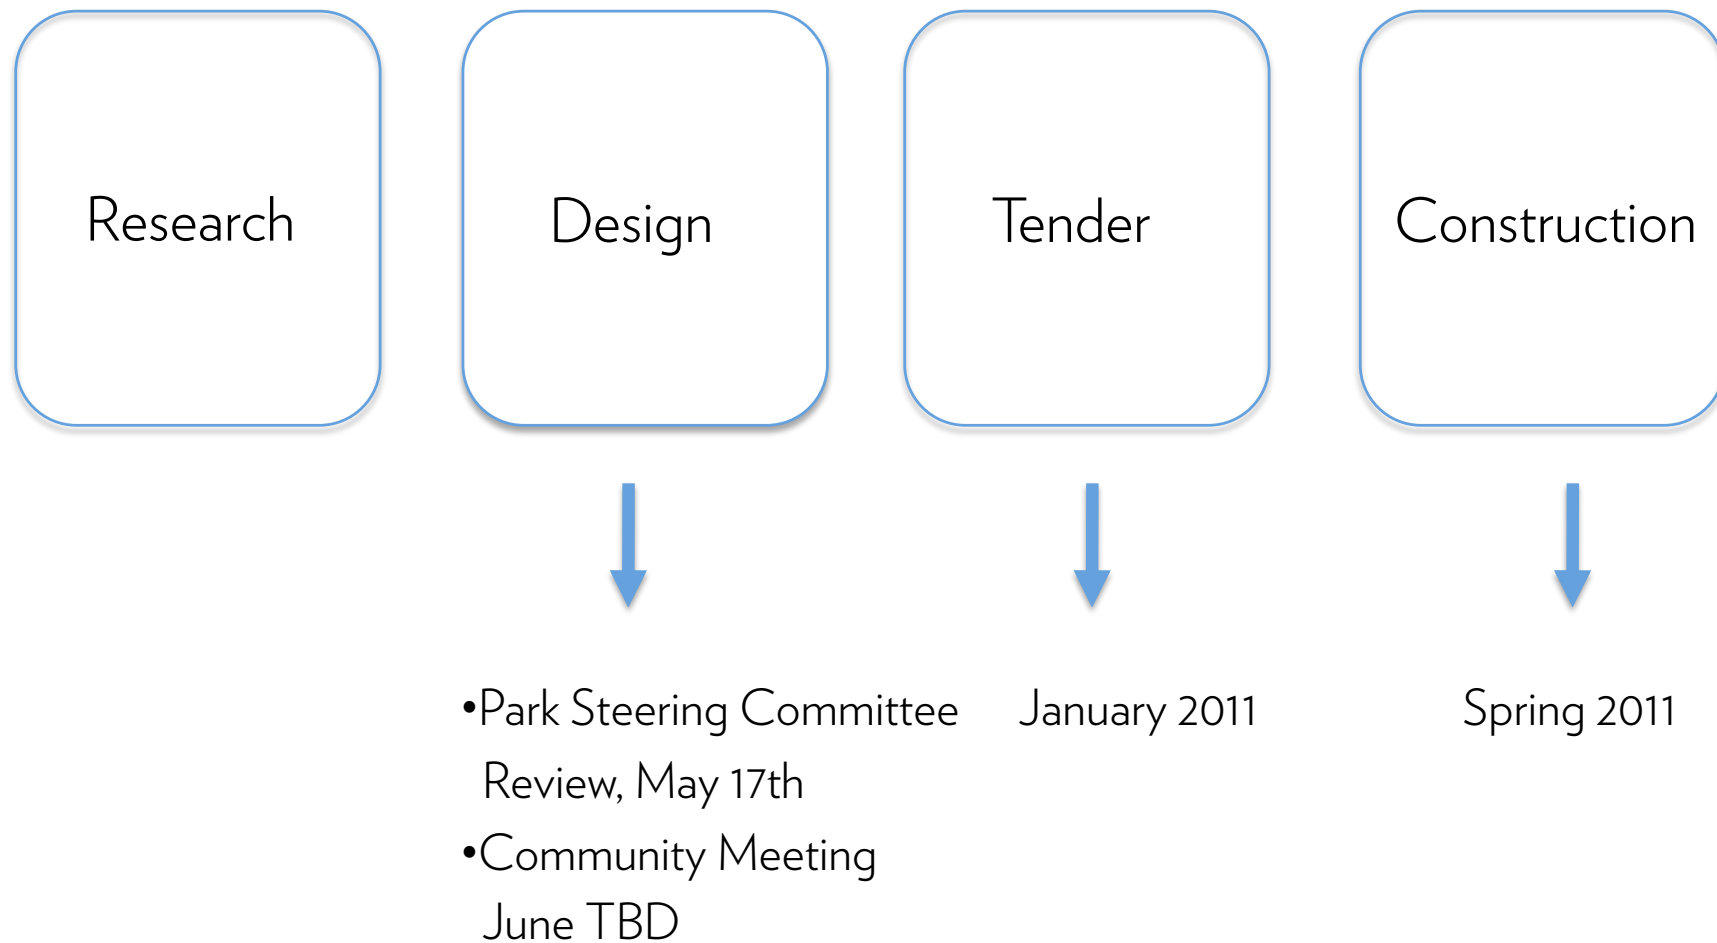 Research
Design
Tender
Construction
•Park Steering Committee
Review, May 17th
•Community Meeting
June TBD
January 2011
Spring 2011